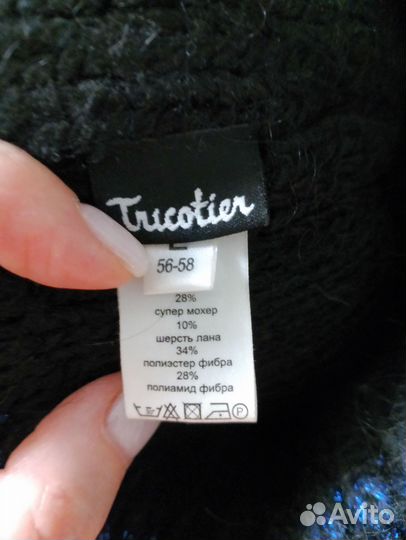 Tricotier
56-58
28%
супер мохер
10%
шерсть лана
34%
полиэстер фибра
28%
полиамид фибра
P
Avito